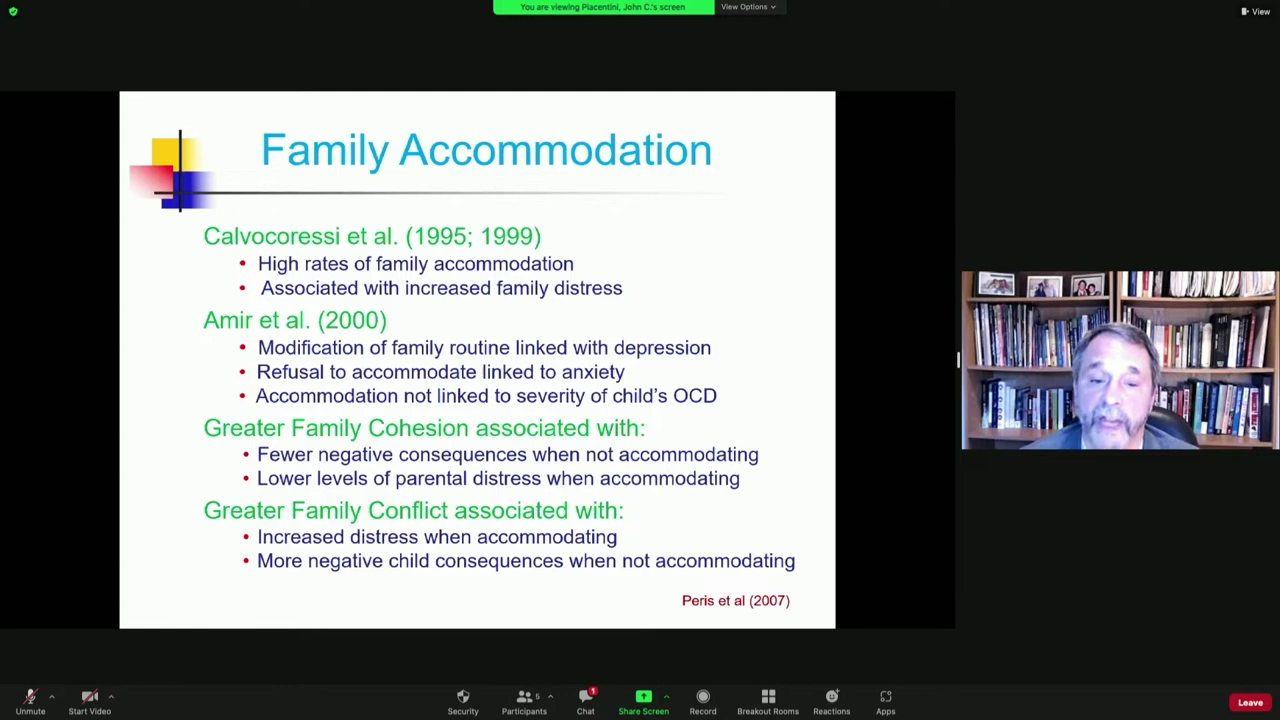 You are viewing Piacentini, John C.'s screen
View Options
View
Family Accommodation
Calvocoressi et al. (1995; 1999)
• High rates of family accommodation
• Associated with increased family distress
Amir et al. (2000)
• Modification of family routine linked with depression
• Refusal to accommodate linked to anxiety
• Accommodation not linked to severity of child's OCD
Greater Family Cohesion associated with:
• Fewer negative consequences when not accommodating
• Lower levels of parental distress when accommodating
Greater Family Conflict associated with:
• Increased distress when accommodating
• More negative child consequences when not accommodating
Peris et al (2007)
Unmute
Start Video
Security
Participants 5
Chat 1
Share Screen
Record
Breakout Rooms
Reactions
Apps
Leave